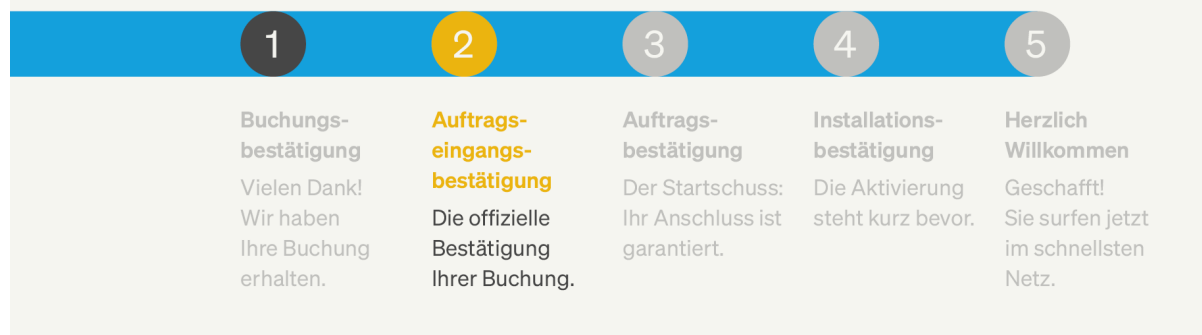 1
2
3
4
5
Buchungs-
bestätigung
Vielen Dank!
Wir haben
Ihre Buchung
erhalten.
Auftrags-
eingangs-
bestätigung
Die offizielle
Bestätigung
Ihrer Buchung.
Auftrags-
bestätigung
Der Startschuss:
Ihr Anschluss ist
garantiert.
Installations-
bestätigung
Die Aktivierung
steht kurz bevor.
Herzlich
Willkommen
Geschafft!
Sie surfen jetzt
im schnellsten
Netz.